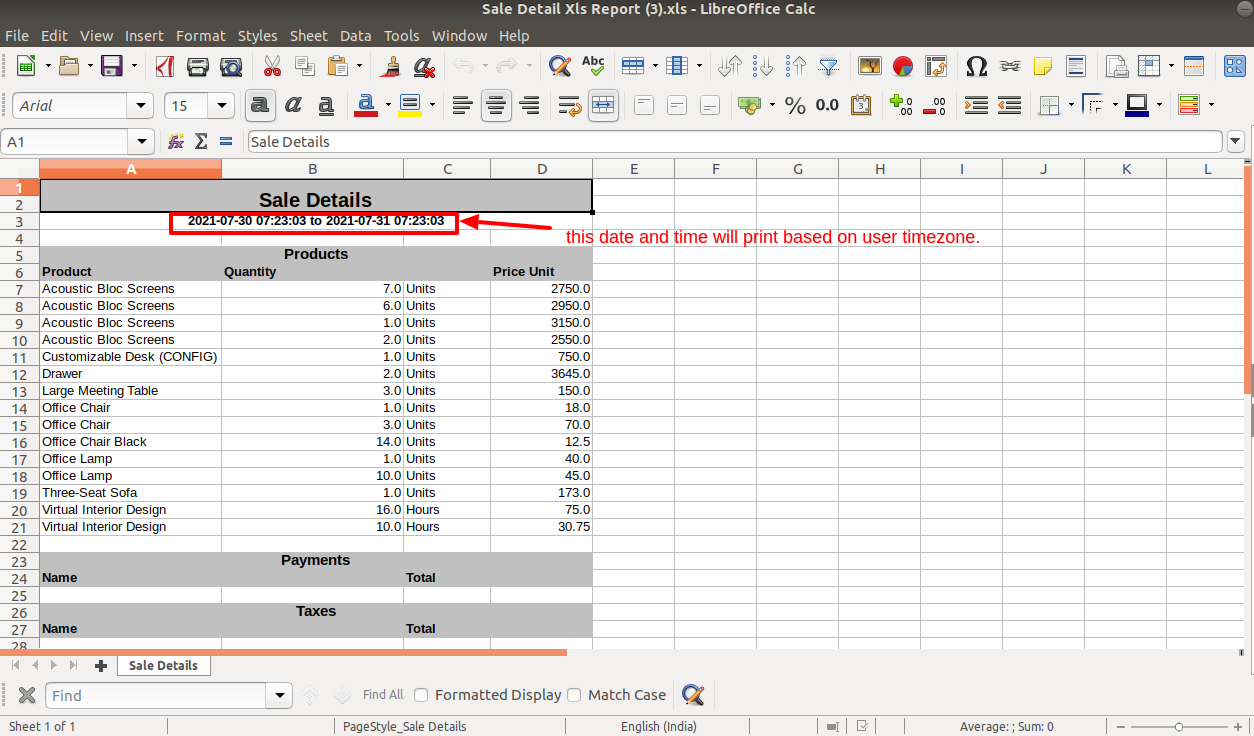 Sale Detail Xls Report (3).xls - LibreOffice Calc
File Edit View Insert Format Styles Sheet Data Tools Window Help
Abc
Arial 15 a a a a % 0.0 .00 .00
A1 Sale Details
A B C D E F G H I J K L
1
2 Sale Details
3 2021-07-30 07:23:03 to 2021-07-31 07:23:03
this date and time will print based on user timezone.
4
5 Products
6 Product Quantity Price Unit
7 Acoustic Bloc Screens 7.0 Units 2750.0
8 Acoustic Bloc Screens 6.0 Units 2950.0
9 Acoustic Bloc Screens 1.0 Units 3150.0
10 Acoustic Bloc Screens 2.0 Units 2550.0
11 Customizable Desk (CONFIG) 1.0 Units 750.0
12 Drawer 2.0 Units 3645.0
13 Large Meeting Table 3.0 Units 150.0
14 Office Chair 1.0 Units 18.0
15 Office Chair 3.0 Units 70.0
16 Office Chair Black 14.0 Units 12.5
17 Office Lamp 1.0 Units 40.0
18 Office Lamp 10.0 Units 45.0
19 Three-Seat Sofa 1.0 Units 173.0
20 Virtual Interior Design 16.0 Hours 75.0
21 Virtual Interior Design 10.0 Hours 30.75
22
23 Payments
24 Name Total
25
26 Taxes
27 Name Total
28
Sale Details
Find Find All Formatted Display Match Case
Sheet 1 of 1 PageStyle_Sale Details English (India) Average: ; Sum: 0